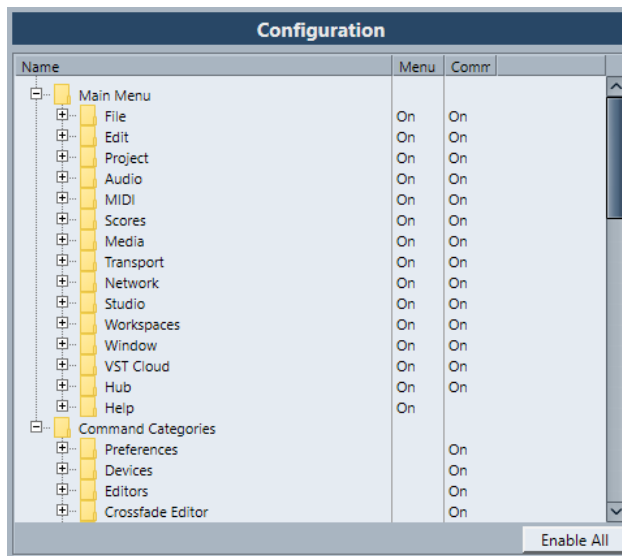 Configuration
Name Menu Comm
Main Menu
File On On
Edit On On
Project On On
Audio On On
MIDI On On
Scores On On
Media On On
Transport On On
Network On On
Studio On On
Workspaces On On
Window On On
VST Cloud On On
Hub On On
Help On
Command Categories
Preferences On
Devices On
Editors On
Crossfade Editor On
Enable All